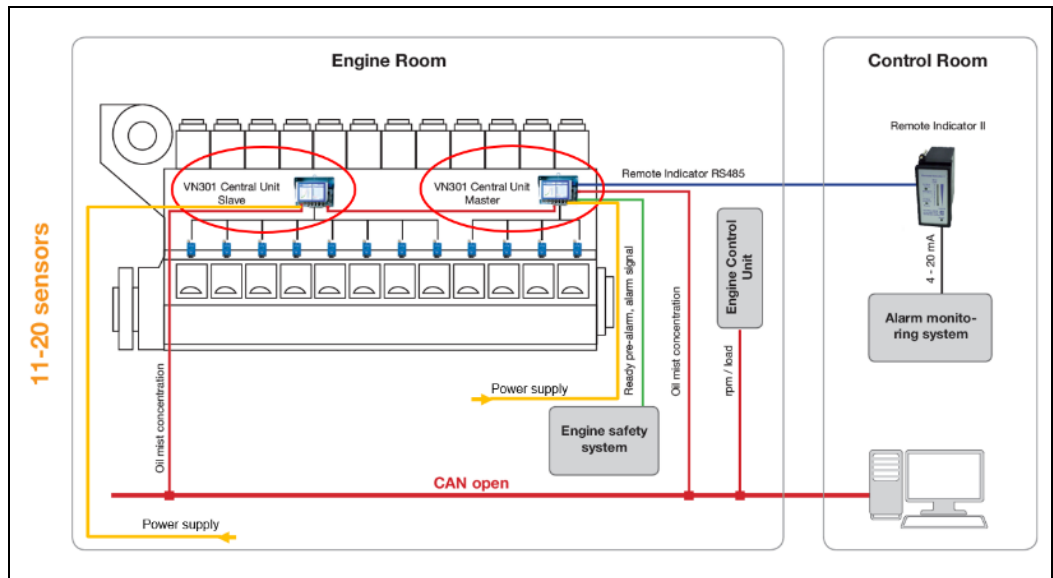 Engine Room
Control Room
Remote Indicator II
VN301 Central Unit
Slave
VN301 Central Unit
Master
Remote Indicator RS485
11-20 sensors
Oil mist concentration
Power supply
Ready pre-alarm, alarm signal
Oil mist concentration
Engine Control
Unit
rpm / load
4 - 20 mA
Alarm monito-
ring system
Engine safety
system
CAN open
Power supply